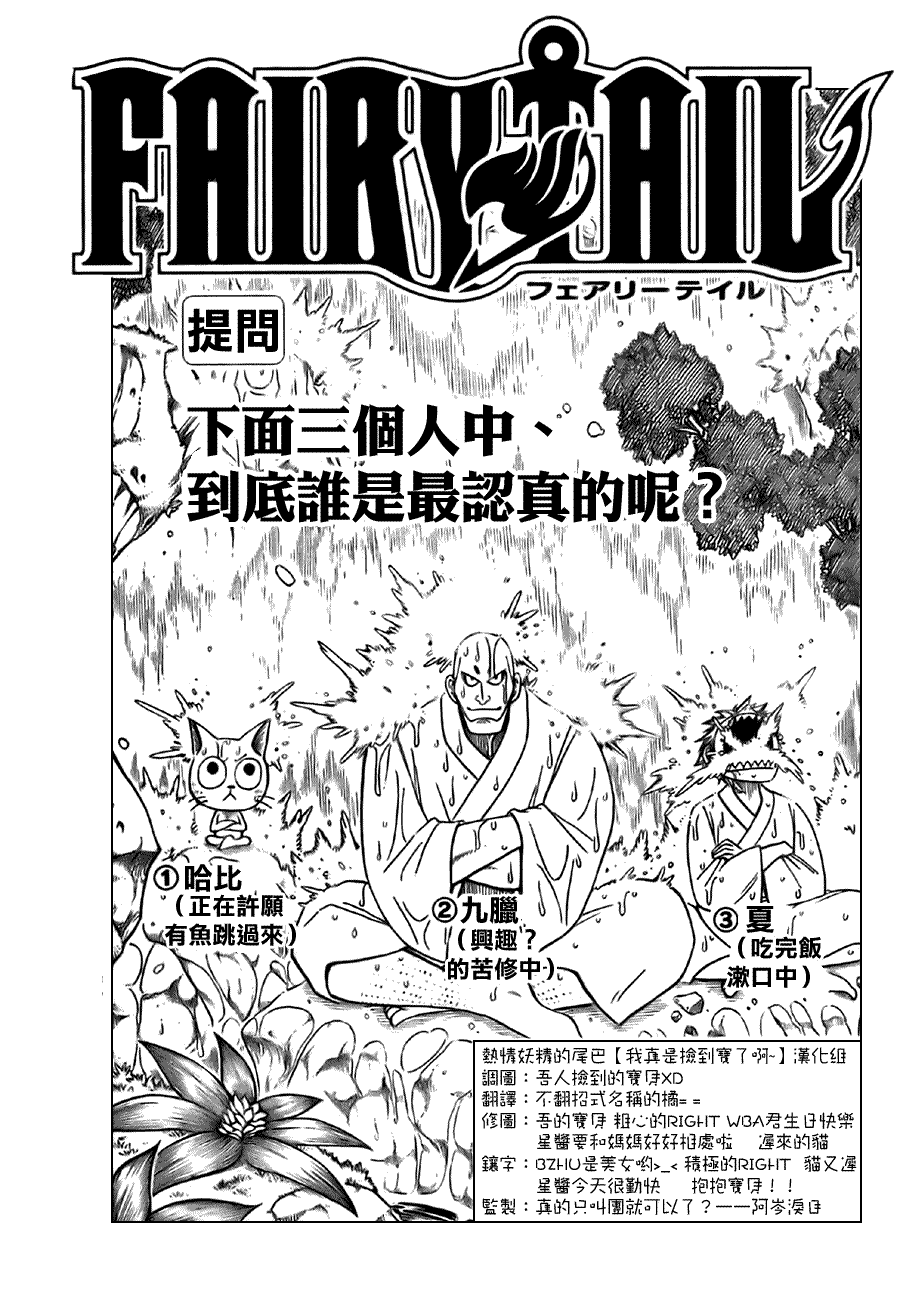 FAIRY TAIL
フェアリーテイル
提問
下面三個人中、
到底誰是最認真的呢？
①哈比
（正在許願
有魚跳過來）
②九臘
（興趣？
的苦修中）
③夏
（吃完飯
漱口中）
熱情妖精的尾巴【我真是撿到寶了啊~】漢化組
調圖：吾人撿到的寶貝XD
翻譯：不翻招式名稱的橘= =
修圖：吾的寶貝 粗心的RIGHT WBA君生日快樂
星醬要和媽媽好好相處啦 遲來的貓
鑲字：BZHU是美女喲>_< 積極的RIGHT 貓又遲
星醬今天很勤快 抱抱寶貝！！
監製：真的只叫團就可以了？——阿岑淚目